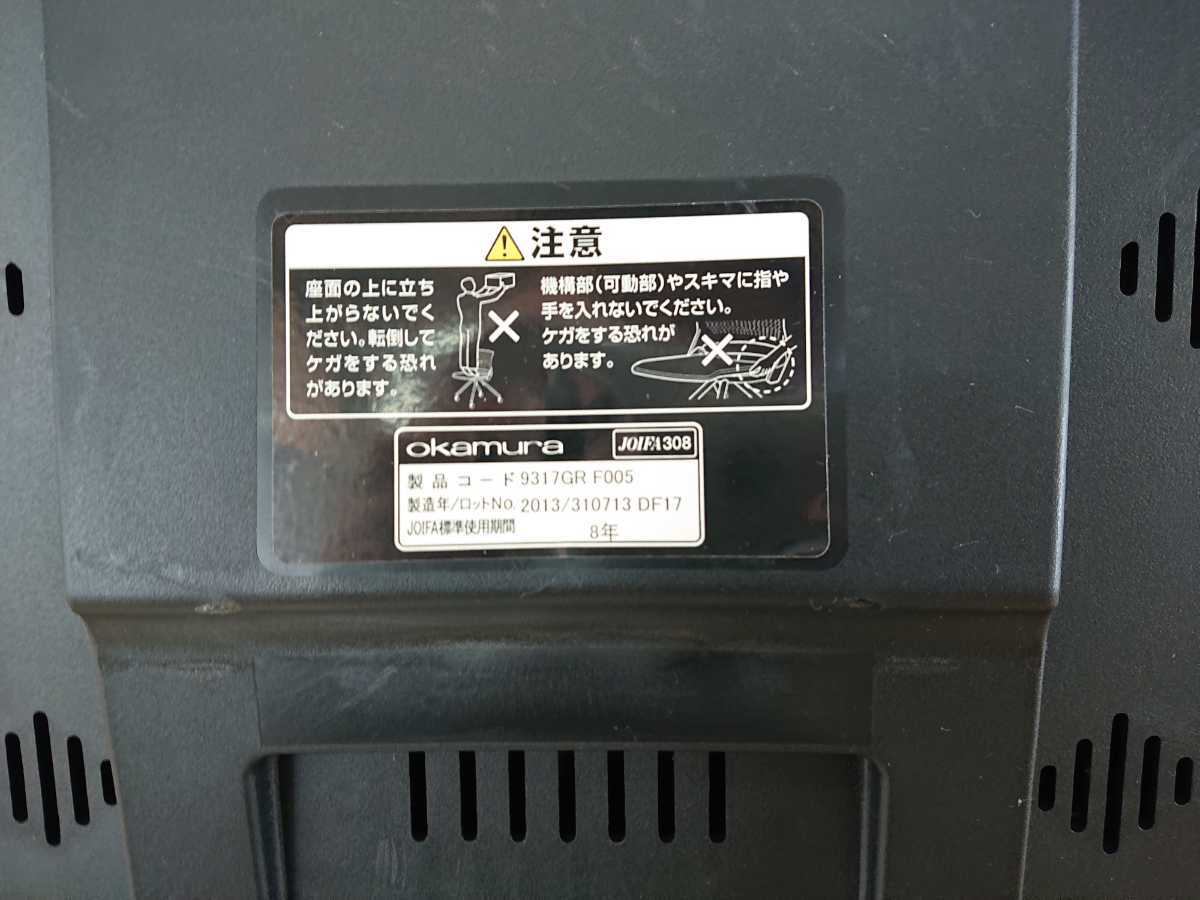 注意
座面の上に立ち
上がらないでく
ださい。転倒して
ケガをする恐れ
があります。
機構部(可動部)やスキマに指や
手を入れないでください。
ケガをする恐れが
あります。
okamura
JOIFA308
製品コード 9317GR F005
製造年/ロットNo. 2013/310713 DF17
JOIFA標準使用期間 8年